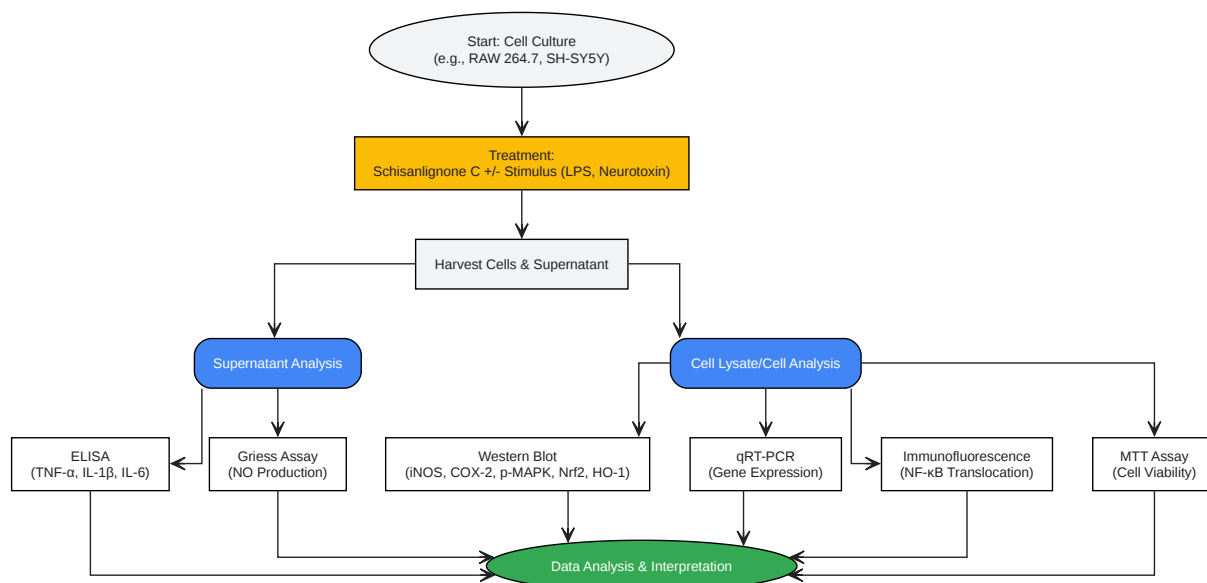 Start: Cell Culture
(e.g., RAW 264.7, SH-SY5Y)
Treatment:
Schisanlignone C +/- Stimulus (LPS, Neurotoxin)
Harvest Cells & Supernatant
Supernatant Analysis
Cell Lysate/Cell Analysis
ELISA
(TNF-α, IL-1β, IL-6)
Griess Assay
(NO Production)
Western Blot
(iNOS, COX-2, p-MAPK, Nrf2, HO-1)
qRT-PCR
(Gene Expression)
Immunofluorescence
(NF-κB Translocation)
MTT Assay
(Cell Viability)
Data Analysis & Interpretation